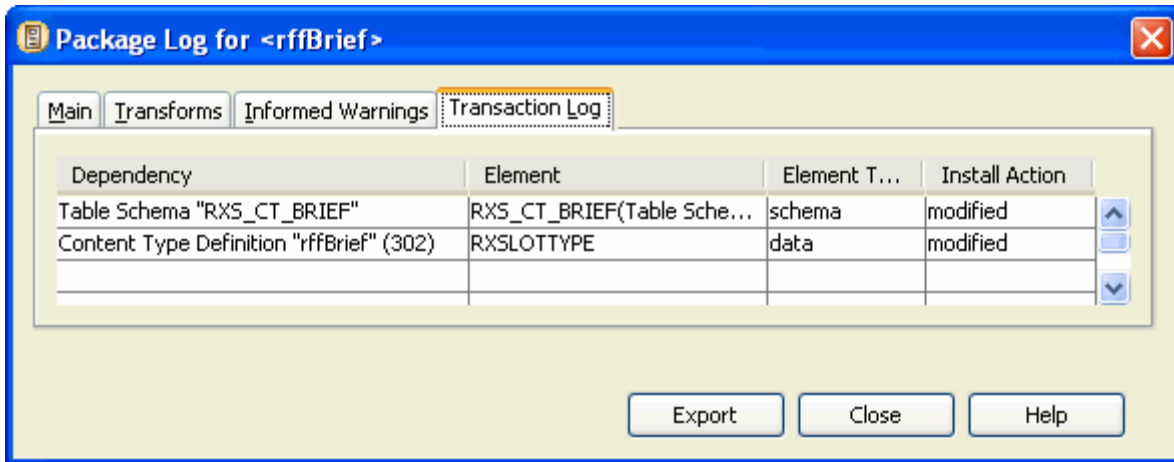 Package Log for <rffBrief>
Main Transforms Informed Warnings Transaction Log
Dependency Element Element T... Install Action
Table Schema "RXS_CT_BRIEF" RXS_CT_BRIEF(Table Sche... schema modified
Content Type Definition "rffBrief" (302) RXSLOTTYPE data modified
Export Close Help